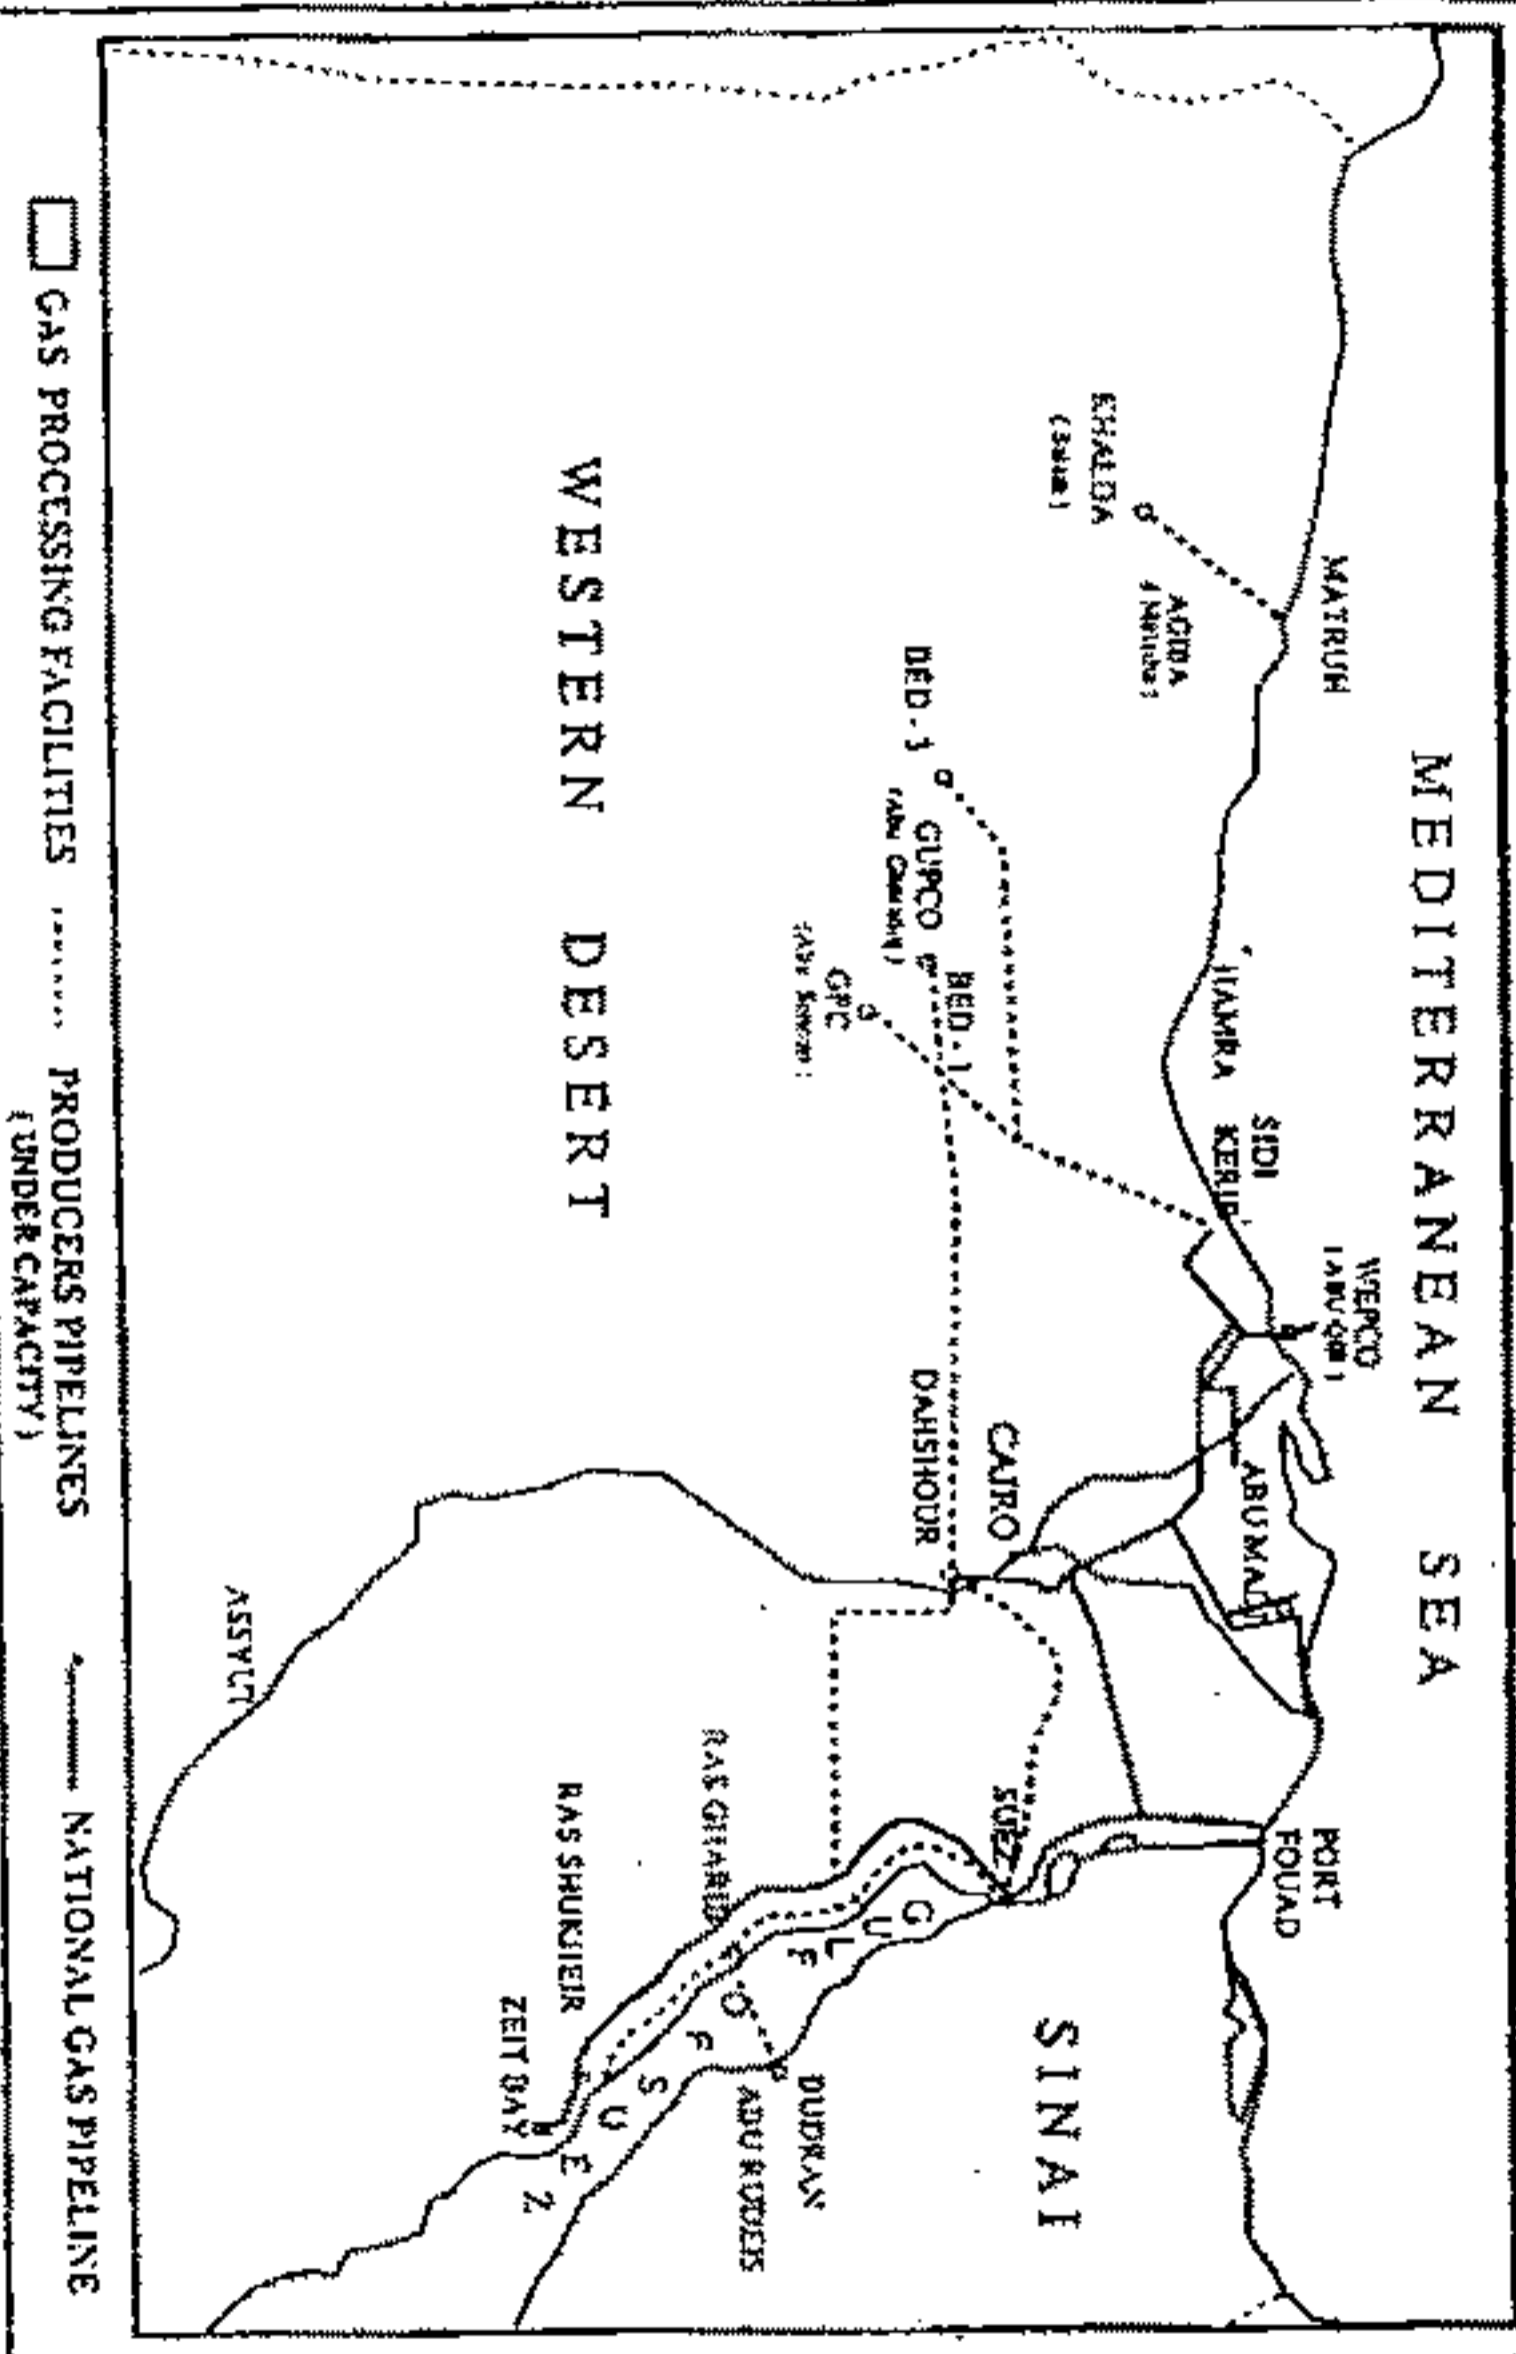 MEDITERRANEAN SEA
MATRUH
KHALDA
HAMRA
SIDI
KERIR
WEPCO
ABU MADI
PORT
FOUAD
BED.3
GUPCO
BED.1
GPC
CAIRO
DAHSHOUR
SUEZ
SINAI
WESTERN DESERT
GULF OF SUEZ
RAS GHARIB
RAS SHUKIER
ZEIT BAY
ABU RUDEIS
ASSYUT
GAS PROCESSING FACILITIES
PRODUCERS PIPELINES
(UNDER CAPACITY)
NATIONAL GAS PIPELINE